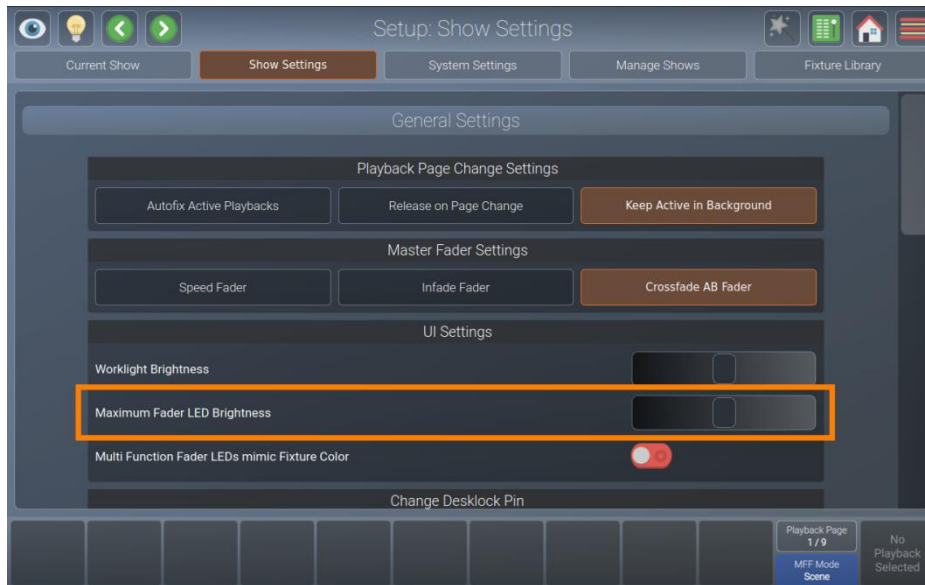 Setup: Show Settings
Current Show
Show Settings
System Settings
Manage Shows
Fixture Library
General Settings
Playback Page Change Settings
Autofix Active Playbacks
Release on Page Change
Keep Active in Background
Master Fader Settings
Speed Fader
Infade Fader
Crossfade AB Fader
UI Settings
Worklight Brightness
Maximum Fader LED Brightness
Multi Function Fader LEDs mimic Fixture Color
Change Desklock Pin
Playback Page
1 / 9
MFF Mode
Scene
No
Playback
Selected